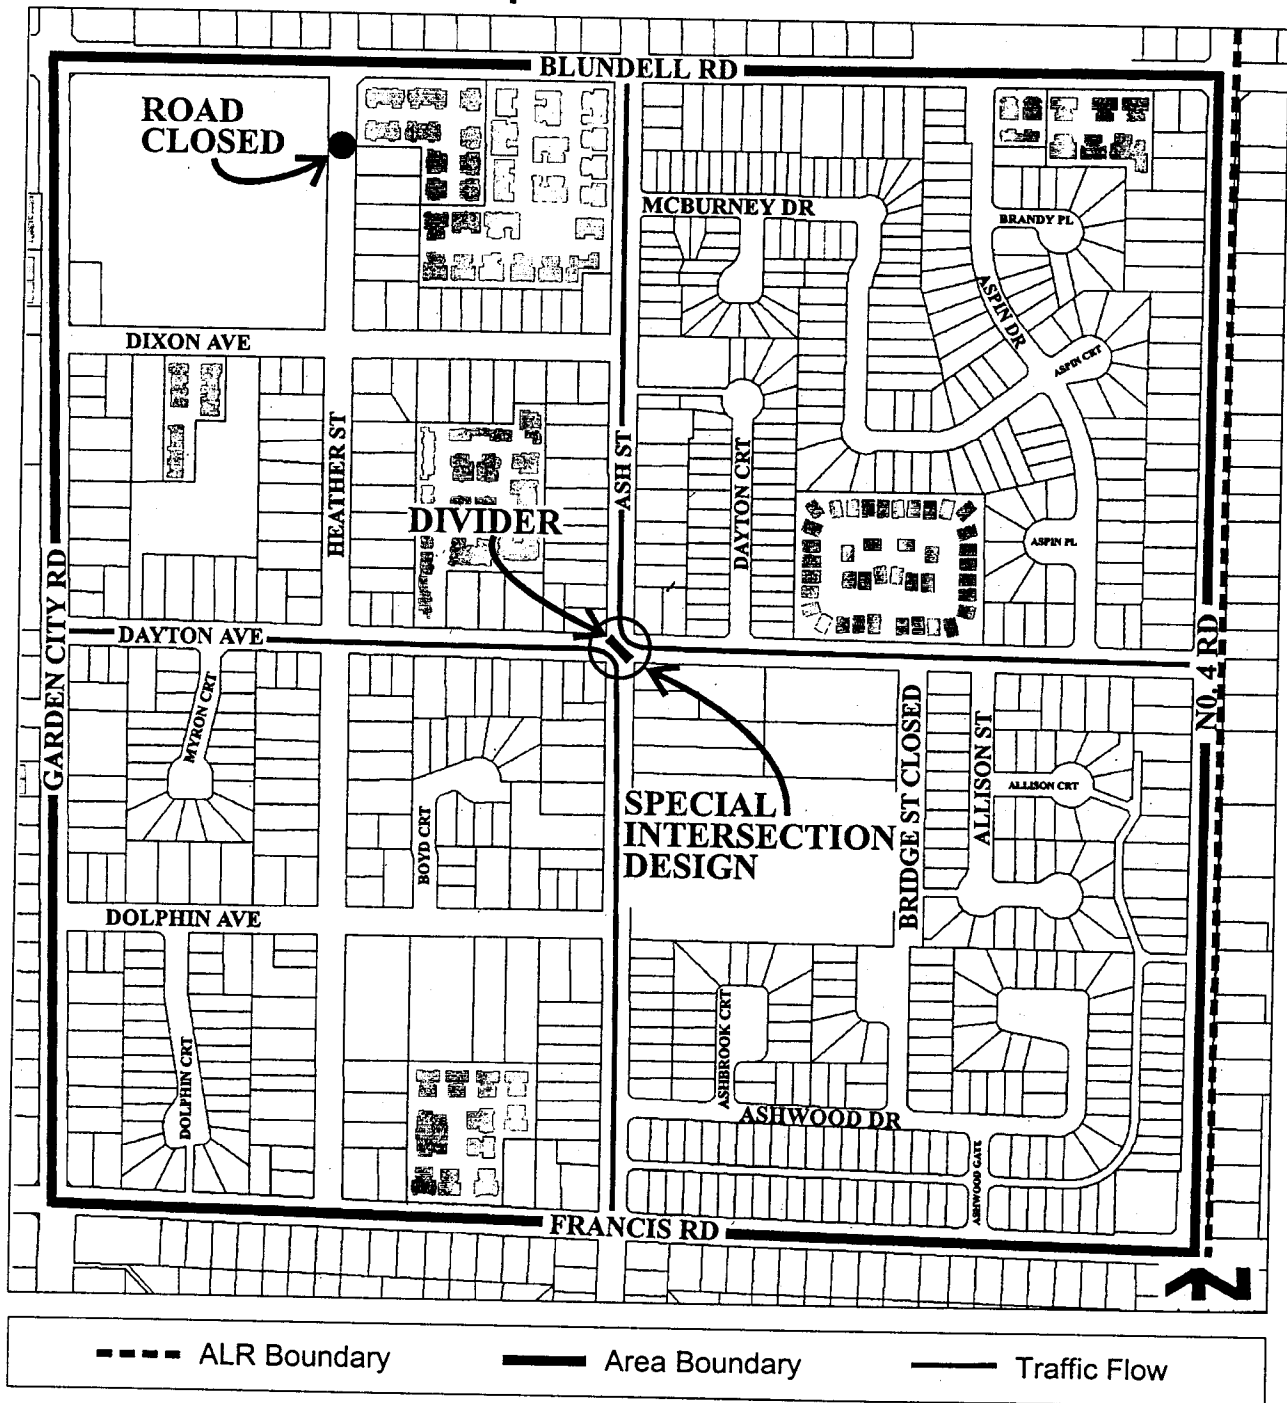 BLUNDELL RD
ROAD
CLOSED
MCBURNEY DR
BRANDY PL
ASPIN DR
ASPIN CRT
DIXON AVE
HEATHER ST
ASH ST
DAYTON CRT
DIVIDER
ASPIN PL
GARDEN CITY RD
DAYTON AVE
NO. 4 RD
MYRON CRT
BOYD CRT
SPECIAL
INTERSECTION
DESIGN
BRIDGE ST CLOSED
ALLISON ST
ALLISON CRT
DOLPHIN AVE
DOLPHIN CRT
ASHBROOK CRT
ASHWOOD DR
ASHWOOD GATE
FRANCIS RD
N
ALR Boundary
Area Boundary
Traffic Flow